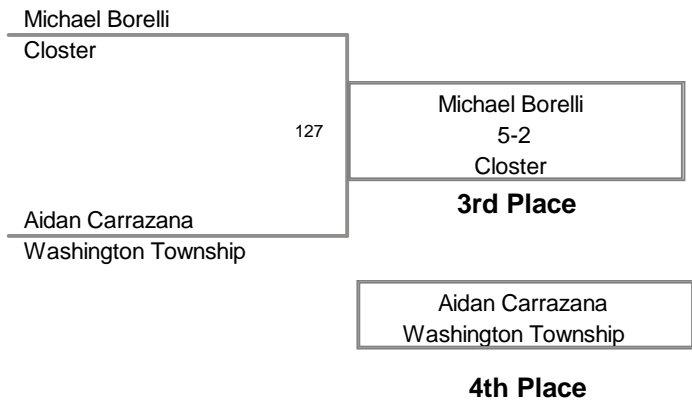 Michael Borelli
Closter
127
Michael Borelli
5-2
Closter
3rd Place
Aidan Carrazana
Washington Township
Aidan Carrazana
Washington Township
4th Place